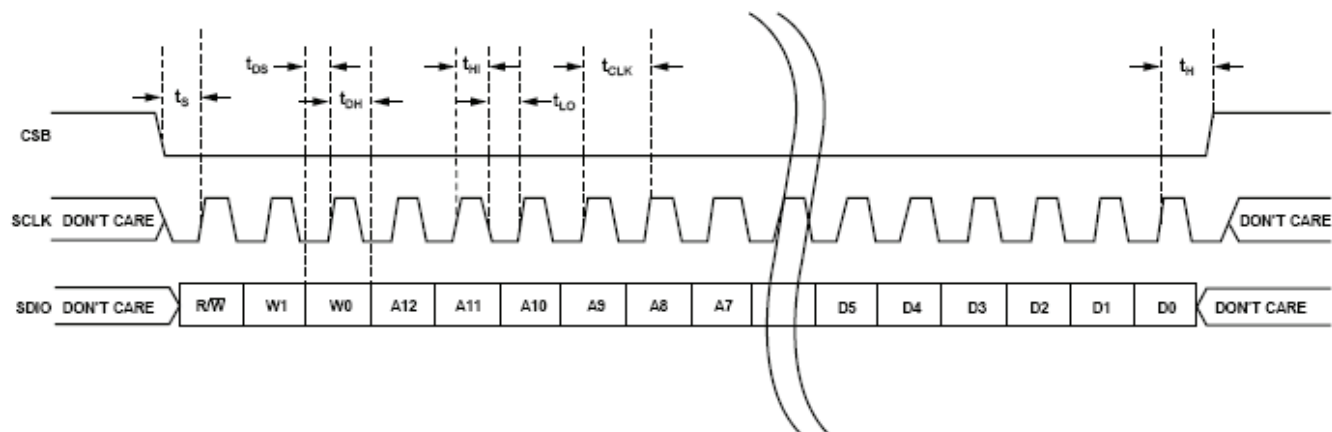 tDS tHI tCLK tH
tS tDH tLO
CSB
SCLK DON'T CARE DON'T CARE
SDIO DON'T CARE R/W̅ W1 W0 A12 A11 A10 A9 A8 A7 D5 D4 D3 D2 D1 D0 DON'T CARE